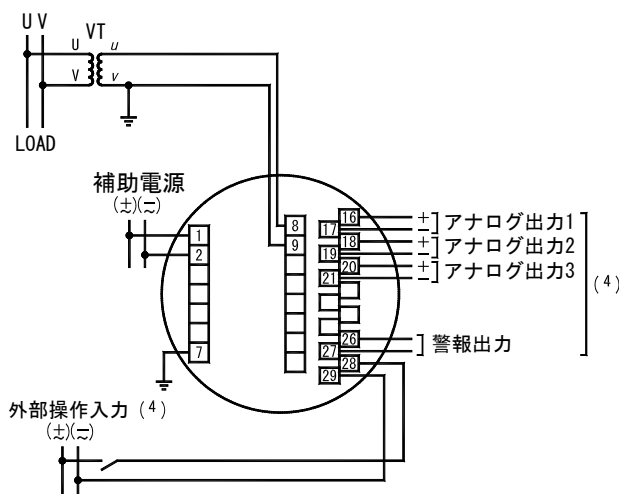 U V
VT
U u
V v
LOAD
補助電源
(±)(∓)
1
2
7
8
9
16
17
18
19
20
21
26
27
28
29
+
−
アナログ出力1
+
−
アナログ出力2
+
−
アナログ出力3
(4)
警報出力
外部操作入力 (4)
(±)(∓)